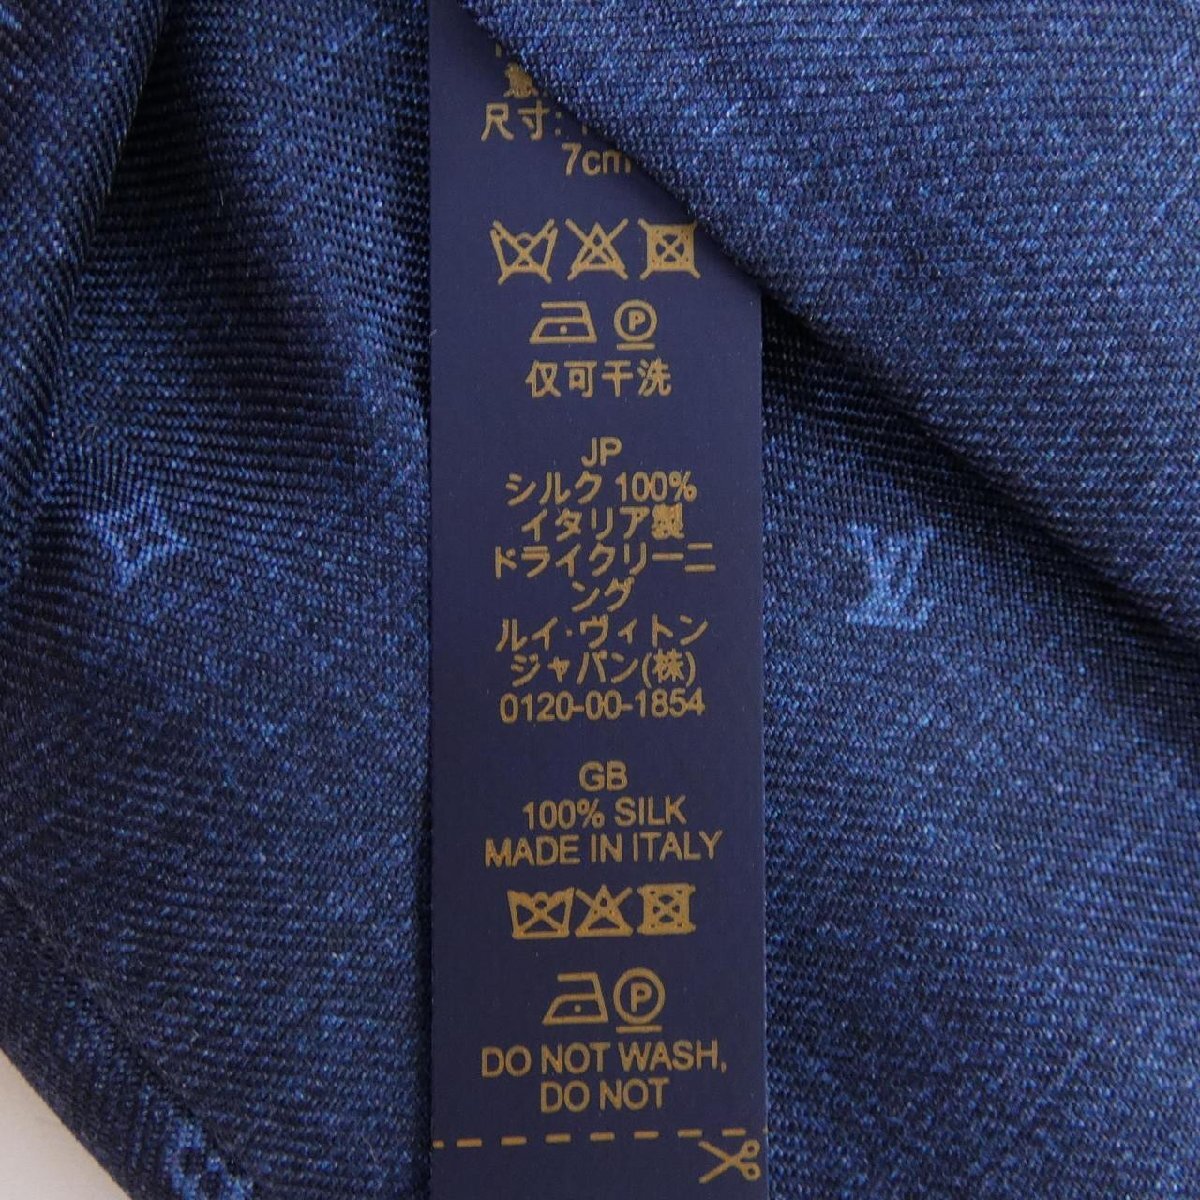 尺寸:
7cm
P
仅可干洗
JP
シルク 100%
イタリア製
ドライクリーニ
ング
ルイ·ヴィトン
ジャパン(株)
0120-00-1854
GB
100% SILK
MADE IN ITALY
P
DO NOT WASH,
DO NOT
LV